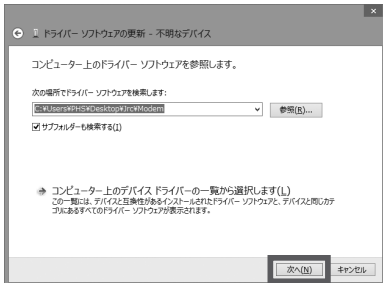 ドライバー ソフトウェアの更新 - 不明なデバイス
コンピューター上のドライバー ソフトウェアを参照します。
次の場所でドライバー ソフトウェアを検索します:
C:¥Users¥PHS¥Desktop¥Jrc¥Modem
参照(R)...
サブフォルダーも検索する(I)
コンピューター上のデバイス ドライバーの一覧から選択します(L)
この一覧には、デバイスと互換性があるインストールされたドライバー ソフトウェアと、デバイスと同じカテ
ゴリにあるすべてのドライバー ソフトウェアが表示されます。
次へ(N)
キャンセル